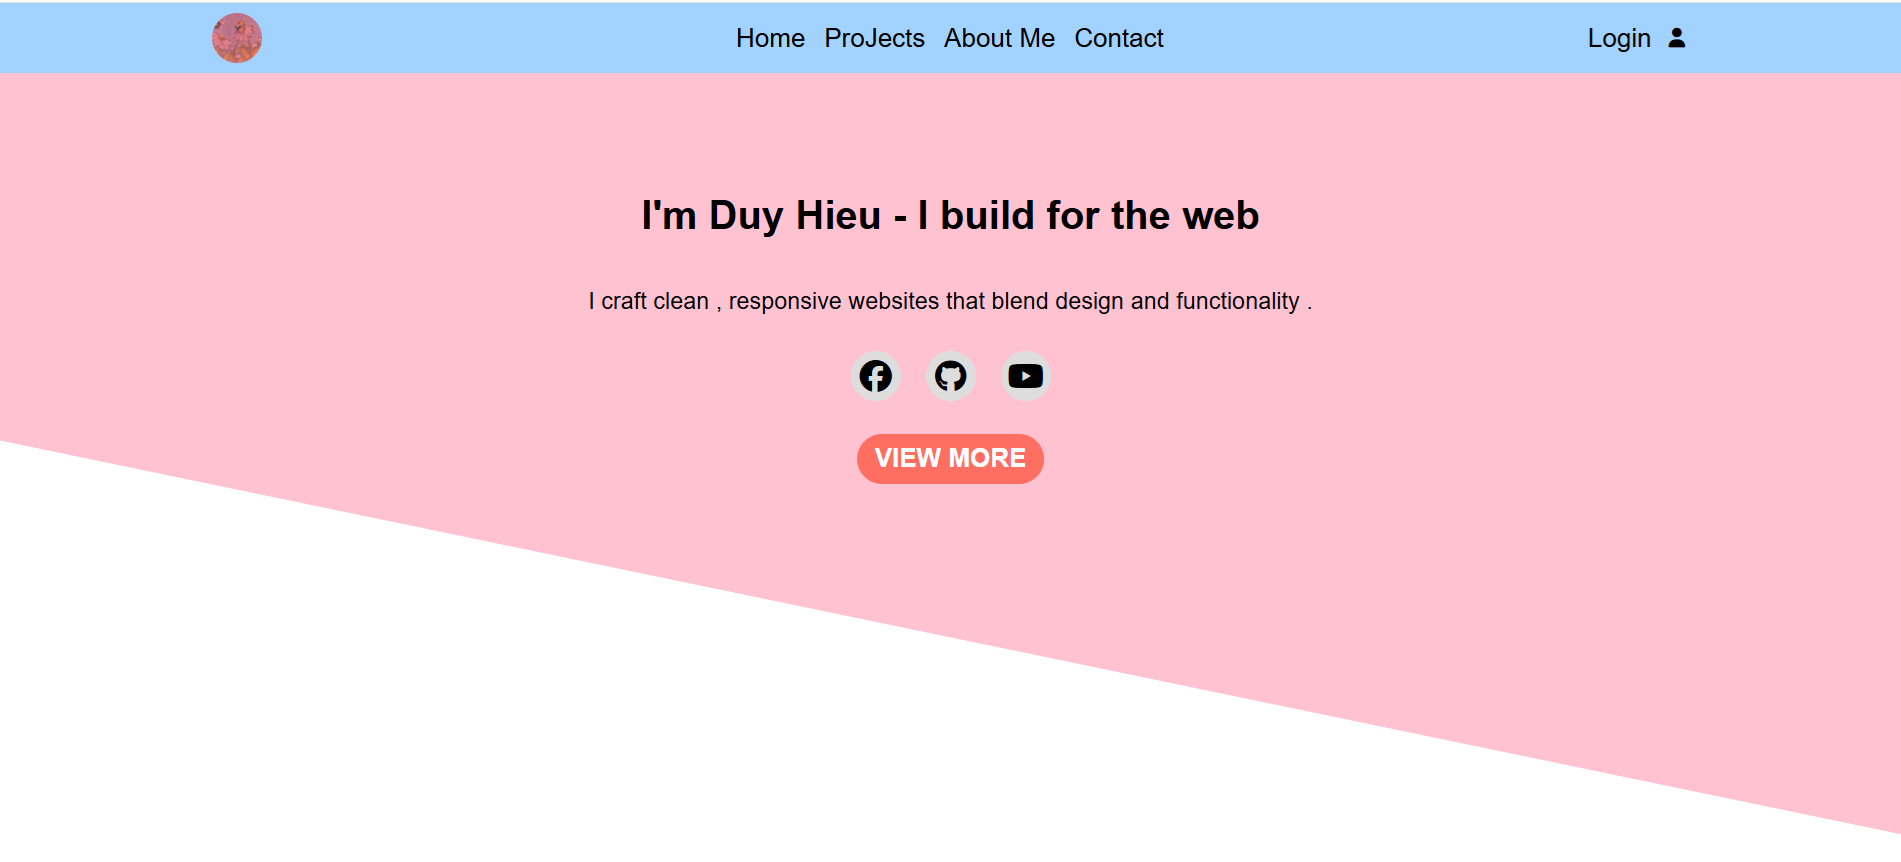 Home ProJects About Me Contact Login
I'm Duy Hieu - I build for the web
I craft clean , responsive websites that blend design and functionality .
VIEW MORE